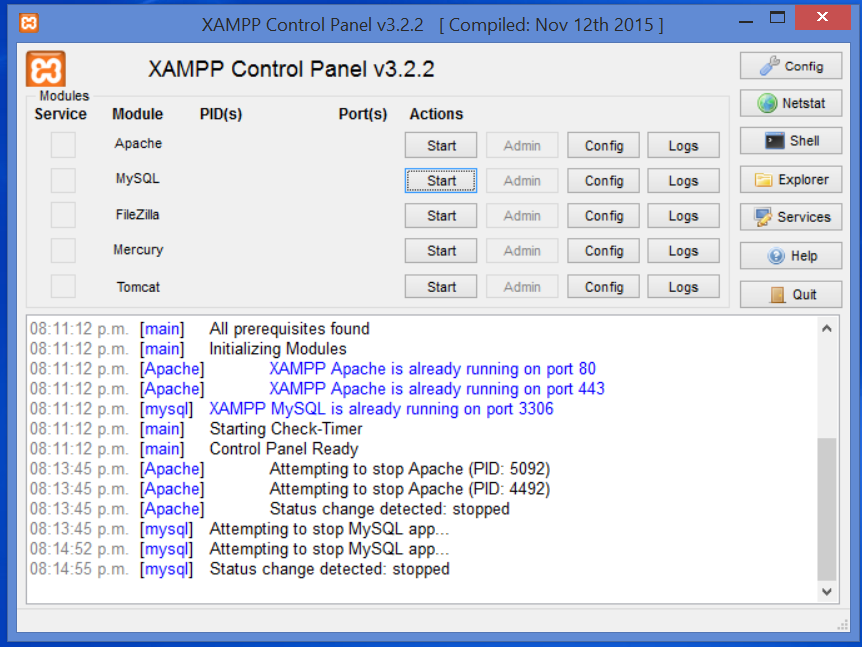 XAMPP Control Panel v3.2.2 [ Compiled: Nov 12th 2015 ]
XAMPP Control Panel v3.2.2
Config
Modules
Service Module PID(s) Port(s) Actions
Netstat
Apache Start Admin Config Logs
Shell
MySQL Start Admin Config Logs
Explorer
FileZilla Start Admin Config Logs
Services
Mercury Start Admin Config Logs
Help
Tomcat Start Admin Config Logs
Quit
08:11:12 p.m. [main] All prerequisites found
08:11:12 p.m. [main] Initializing Modules
08:11:12 p.m. [Apache] XAMPP Apache is already running on port 80
08:11:12 p.m. [Apache] XAMPP Apache is already running on port 443
08:11:12 p.m. [mysql] XAMPP MySQL is already running on port 3306
08:11:12 p.m. [main] Starting Check-Timer
08:11:12 p.m. [main] Control Panel Ready
08:13:45 p.m. [Apache] Attempting to stop Apache (PID: 5092)
08:13:45 p.m. [Apache] Attempting to stop Apache (PID: 4492)
08:13:45 p.m. [Apache] Status change detected: stopped
08:13:45 p.m. [mysql] Attempting to stop MySQL app...
08:14:52 p.m. [mysql] Attempting to stop MySQL app...
08:14:55 p.m. [mysql] Status change detected: stopped